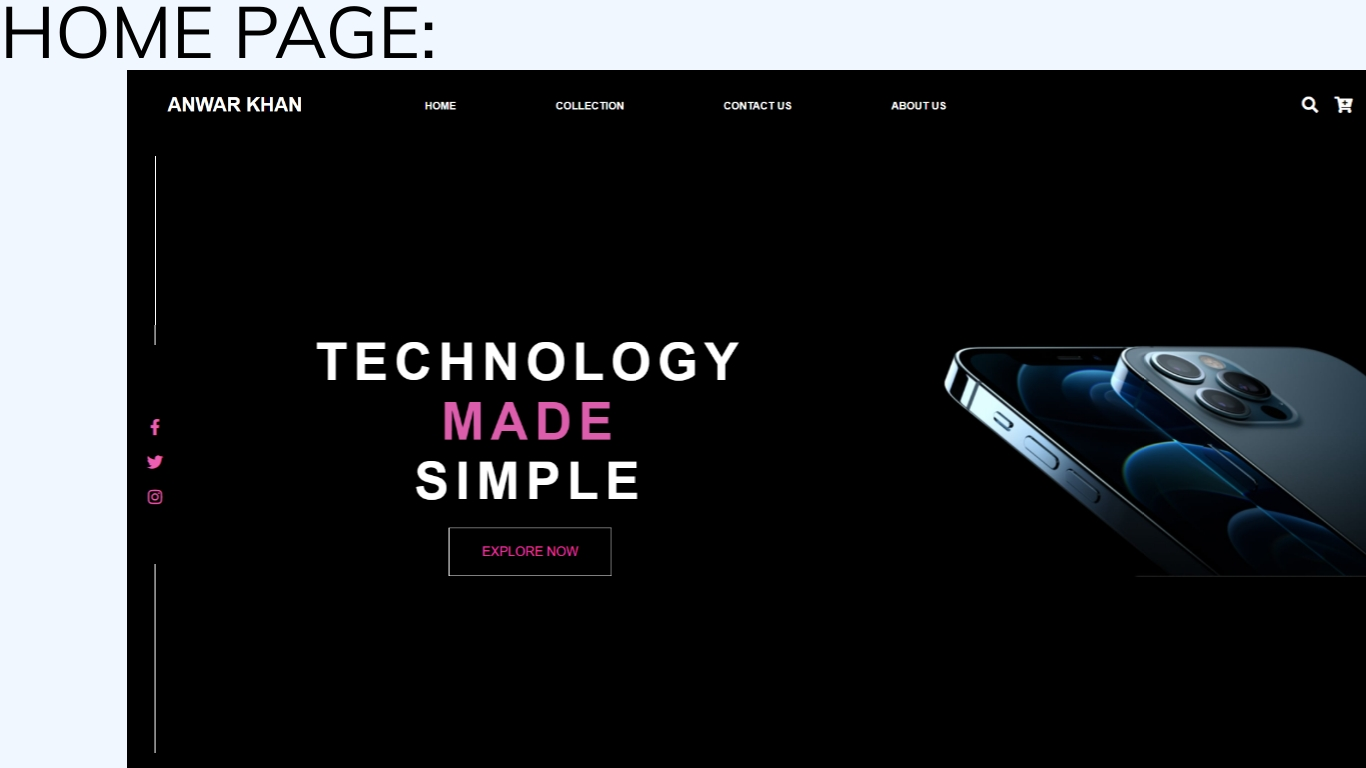 HOME PAGE:
ANWAR KHAN
HOME
COLLECTION
CONTACT US
ABOUT US
TECHNOLOGY
MADE
SIMPLE
EXPLORE NOW